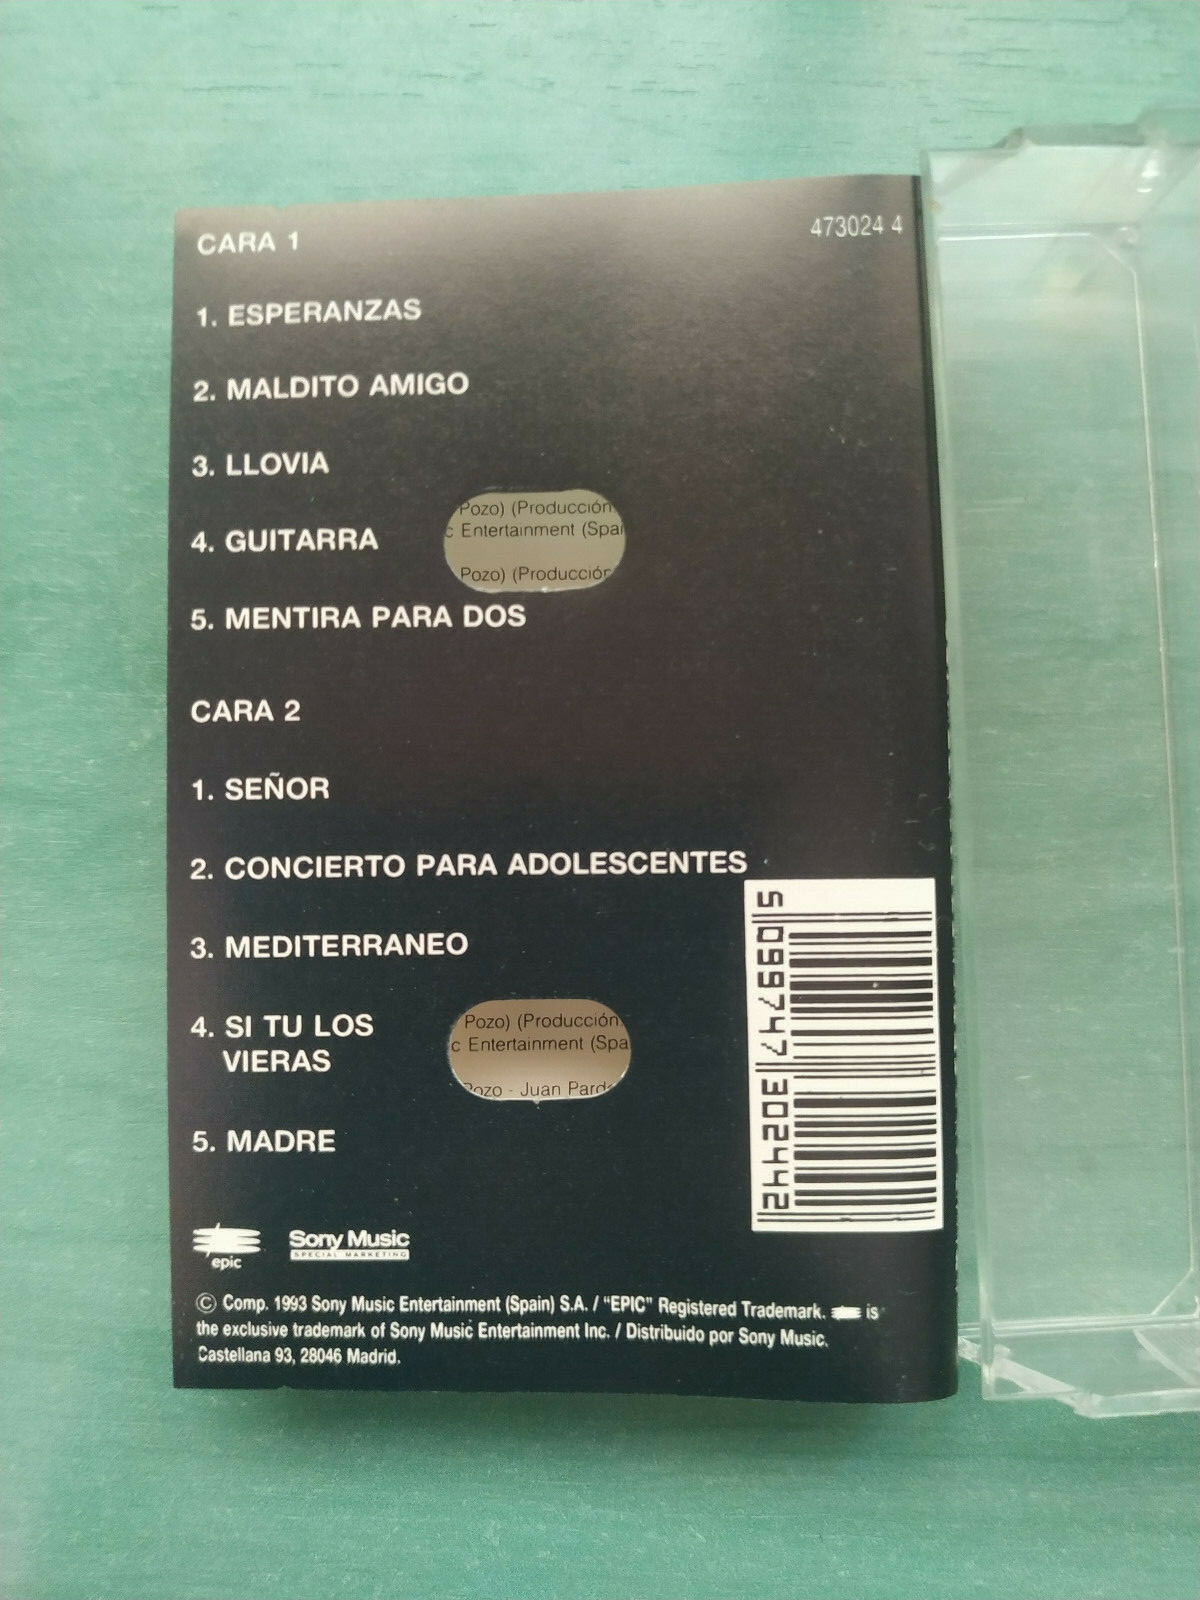 473024 4
CARA 1
1. ESPERANZAS
2. MALDITO AMIGO
3. LLOVIA
4. GUITARRA
5. MENTIRA PARA DOS
Pozo) (Producción
c Entertainment (Spai
Pozo) (Producción
CARA 2
1. SEÑOR
2. CONCIERTO PARA ADOLESCENTES
3. MEDITERRANEO
4. SI TU LOS
VIERAS
5. MADRE
Pozo) (Producción
c Entertainment (Spa
Pozo - Juan Pardo
5 099747 302442
epic
Sony Music
SPECIAL MARKETING
© Comp. 1993 Sony Music Entertainment (Spain) S.A. / “EPIC” Registered Trademark. is
the exclusive trademark of Sony Music Entertainment Inc. / Distribuido por Sony Music.
Castellana 93, 28046 Madrid.